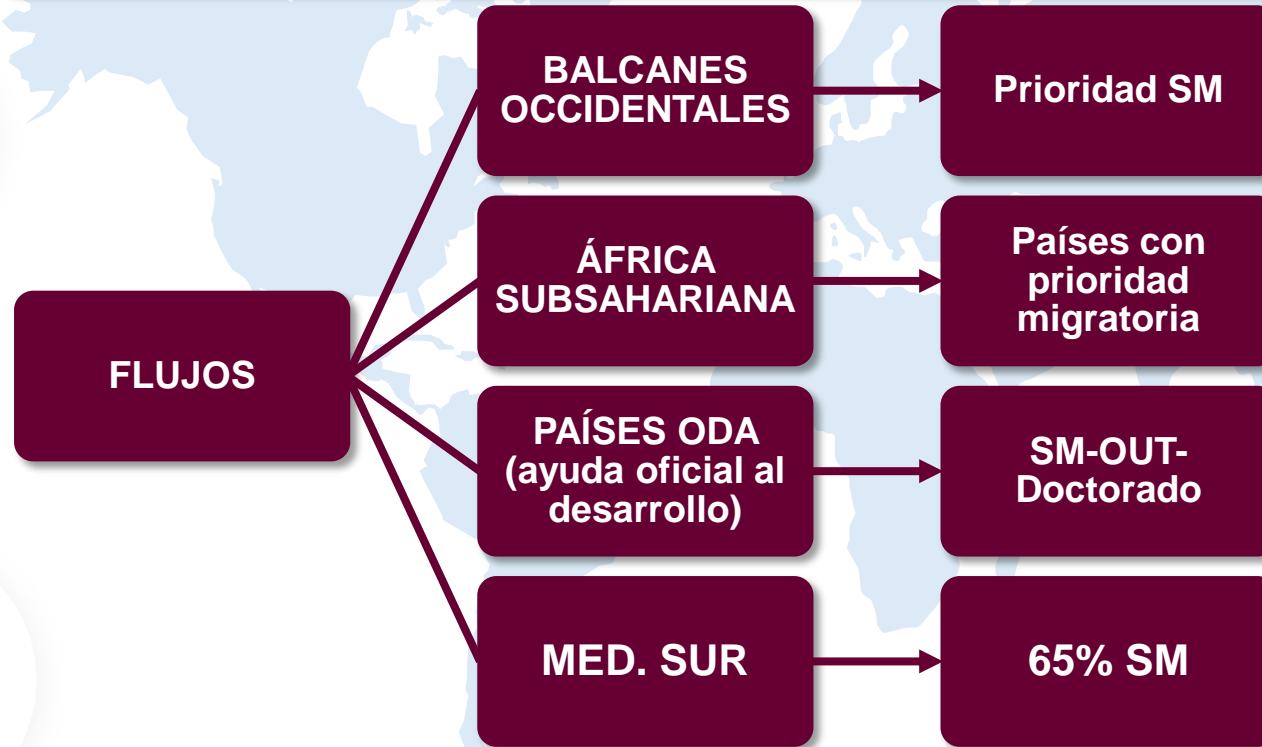 FLUJOS
BALCANES
OCCIDENTALES
Prioridad SM
ÁFRICA
SUBSAHARIANA
Países con
prioridad
migratoria
PAÍSES ODA
(ayuda oficial al
desarrollo)
SM-OUT-
Doctorado
MED. SUR
65% SM